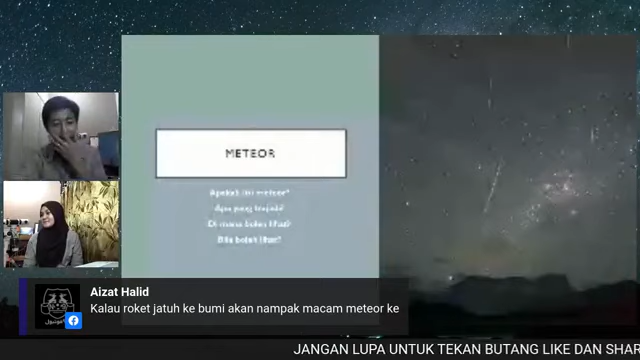 METEOR
Apakah itu meteor?
Apa yang terjadi?
Di mana boleh lihat?
Bila boleh lihat?
Aizat Halid
Kalau roket jatuh ke bumi akan nampak macam meteor ke
JANGAN LUPA UNTUK TEKAN BUTANG LIKE DAN SHAR